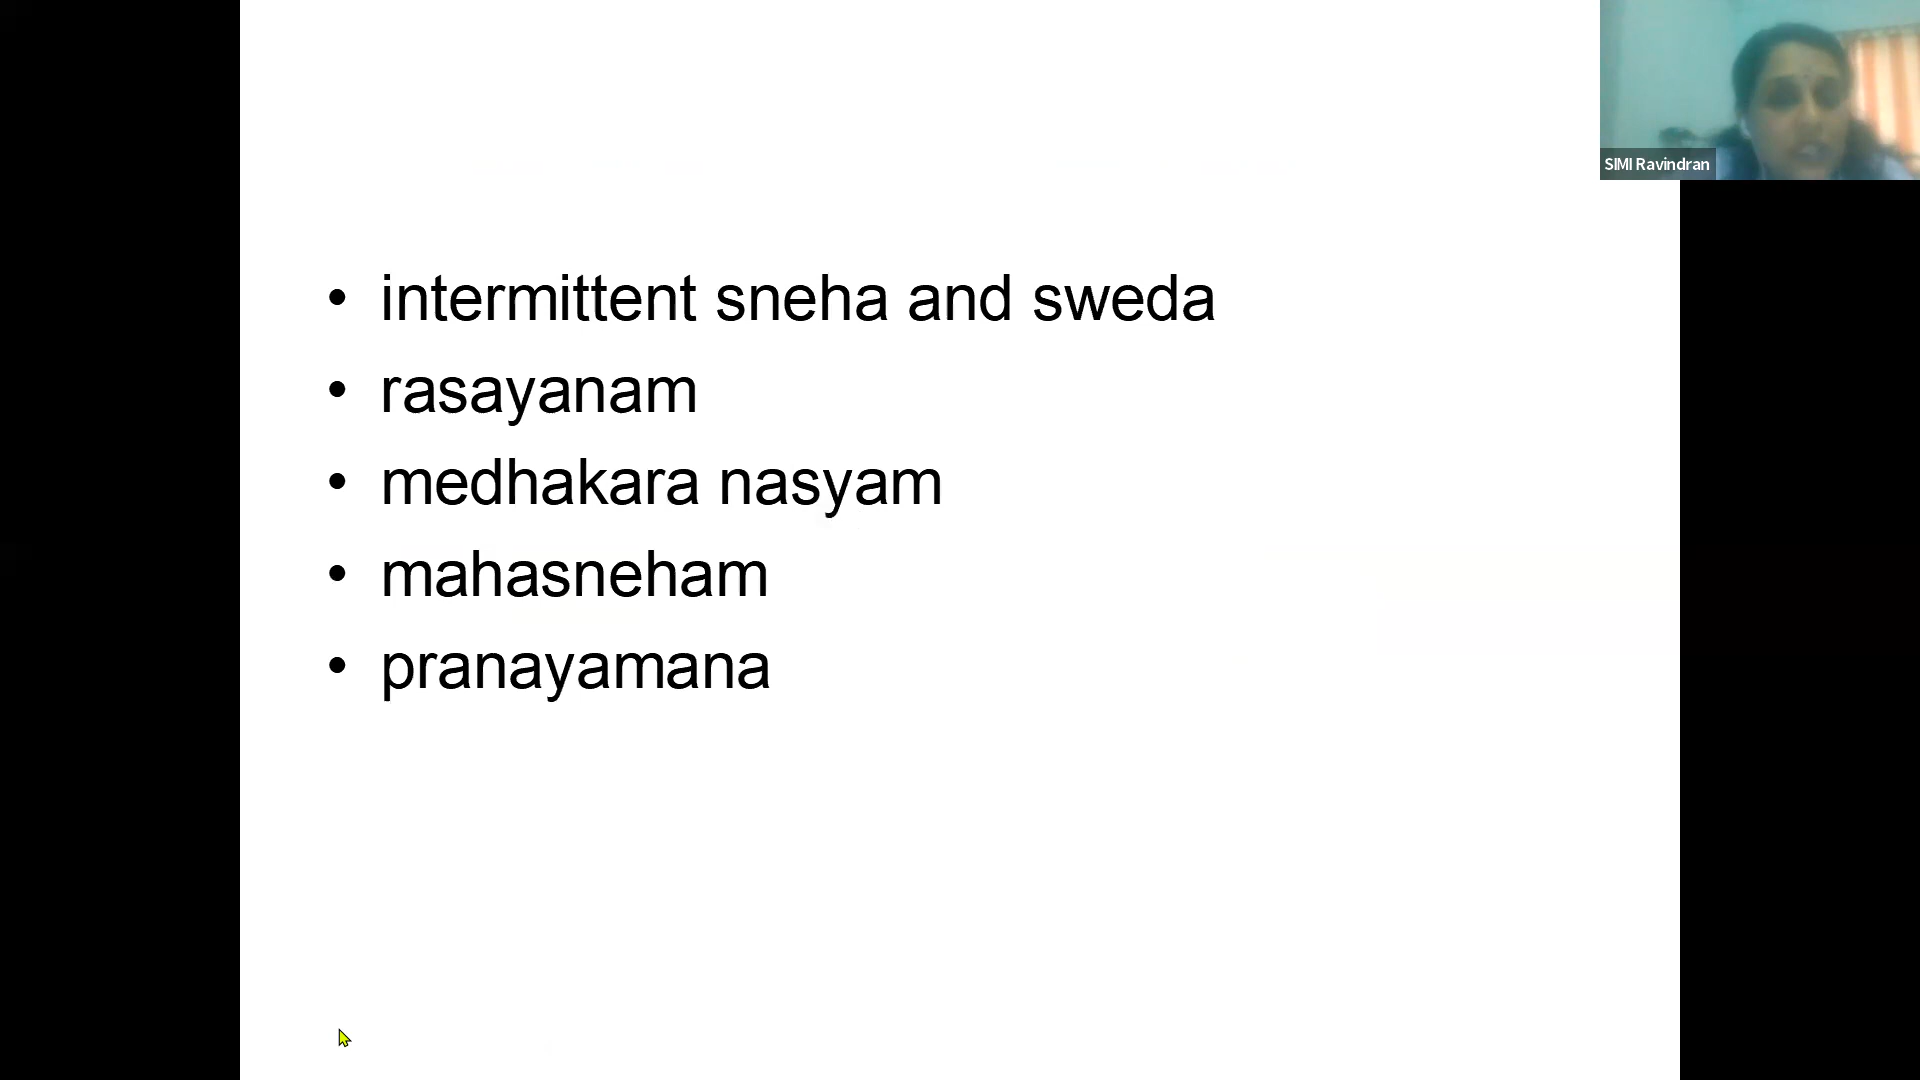 SIMI Ravindran
• intermittent sneha and sweda
• rasayanam
• medhakara nasyam
• mahasneham
• pranayamana